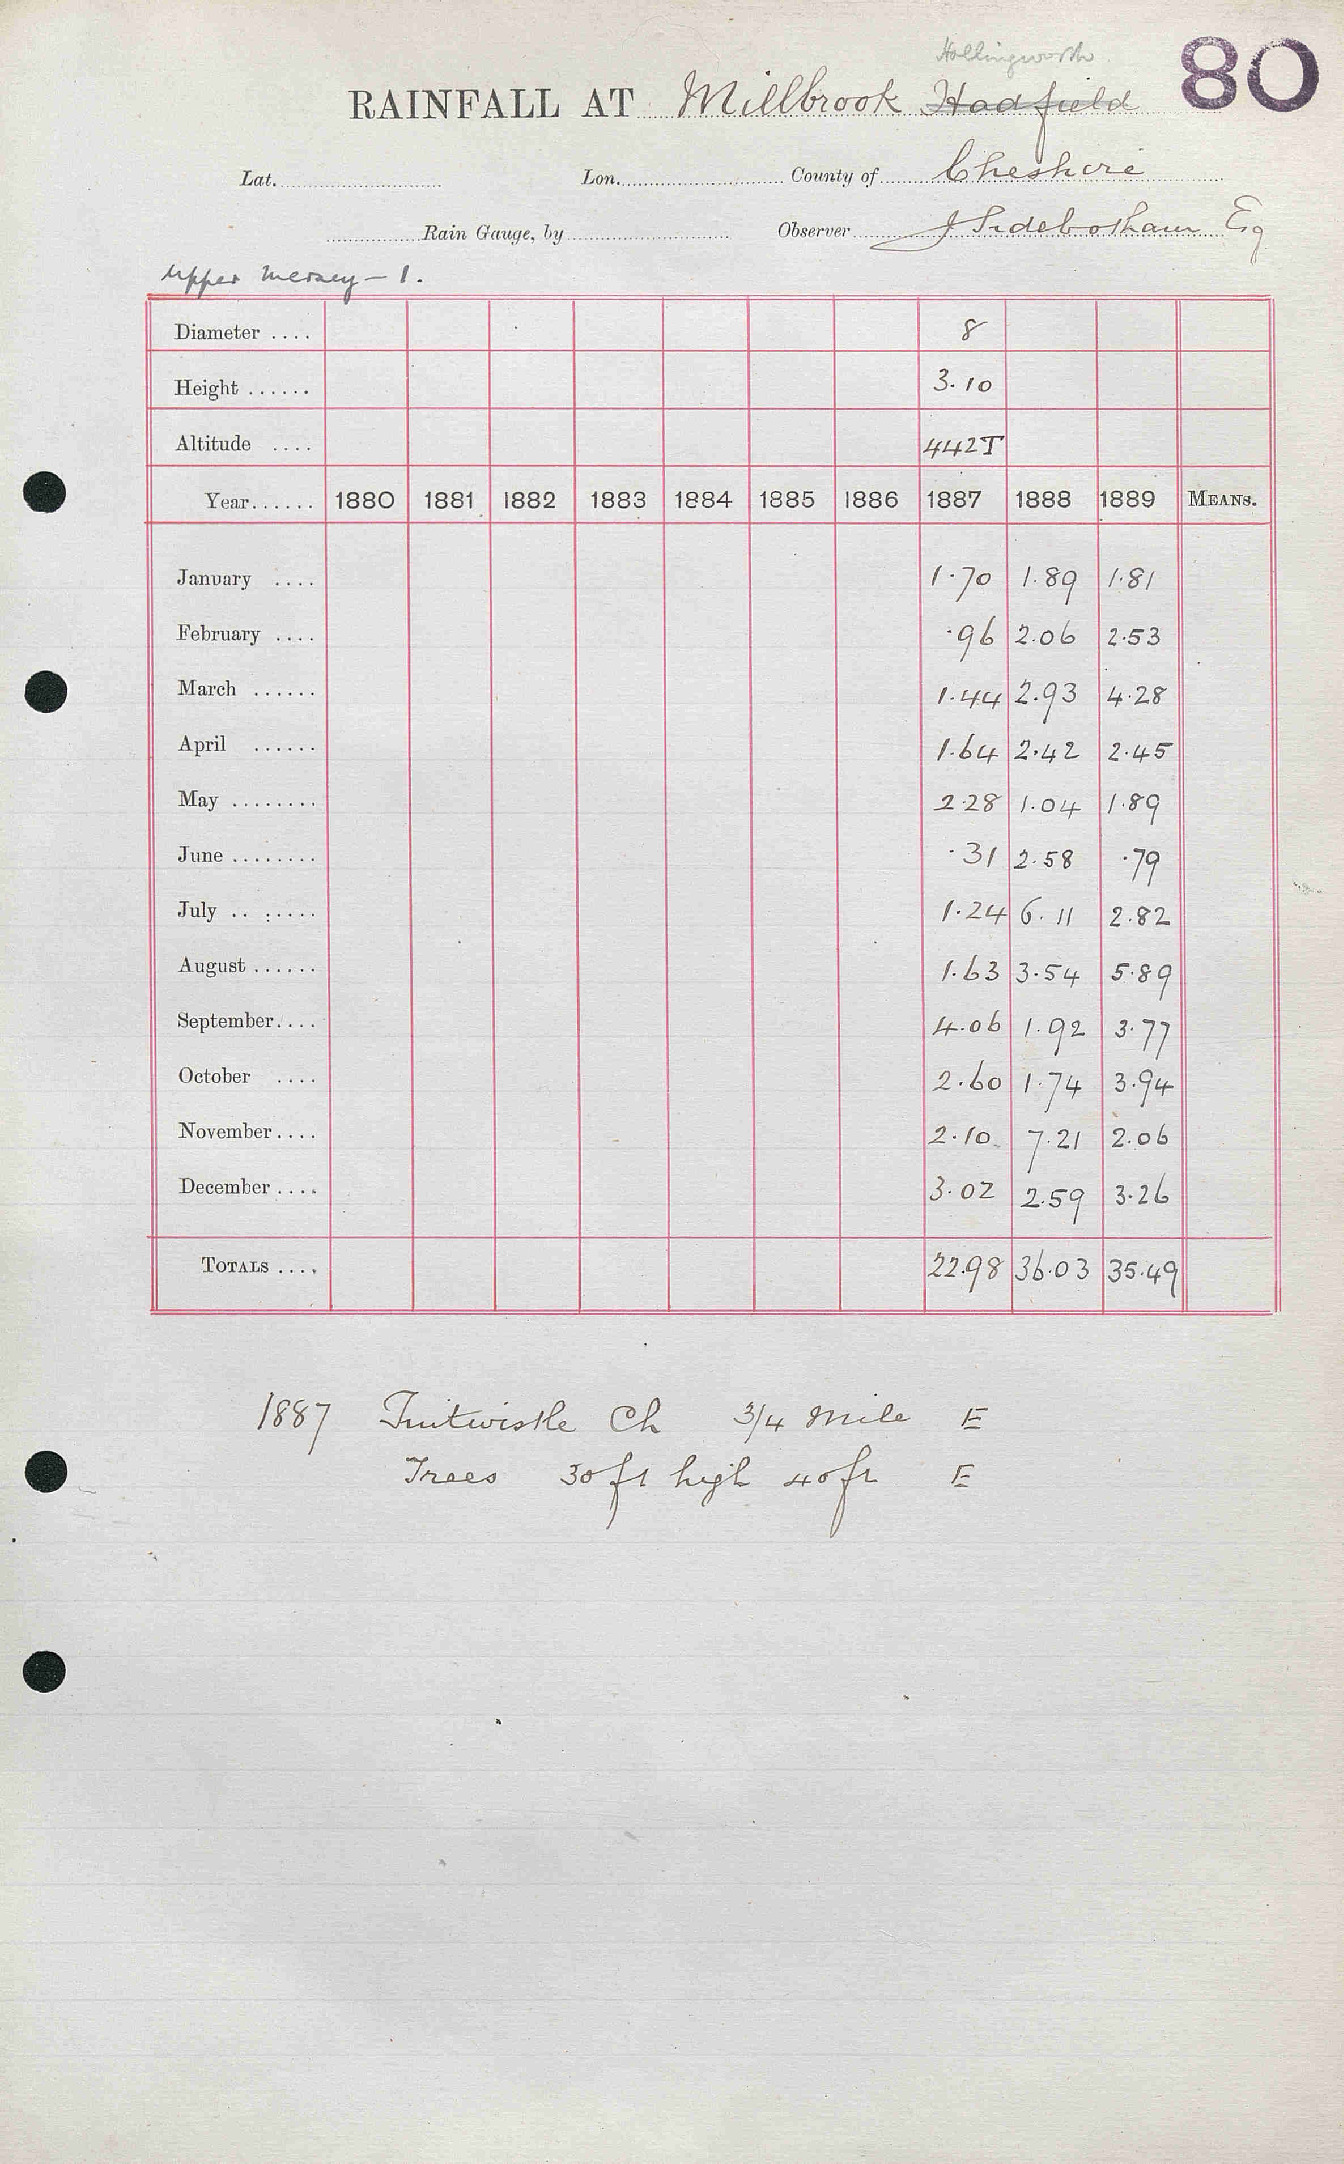 Hollingworth.
80
RAINFALL AT Millbrook Hadfield
Lat. Lon. County of Cheshire
Rain Gauge, by Observer J Sidebotham Esq
Upper Mersey - 1.
Diameter .... 8
Height ...... 3.10
Altitude .... 442T
Year...... 1880 1881 1882 1883 1884 1885 1886 1887 1888 1889 MEANS.
January .... 1.70 1.89 1.81
February .... .96 2.06 2.53
March ...... 1.44 2.93 4.28
April ...... 1.64 2.42 2.45
May ........ 2.28 1.04 1.89
June ........ .31 2.58 .79
July ........ 1.24 6.11 2.82
August ...... 1.63 3.54 5.89
September.... 4.06 1.92 3.77
October .... 2.60 1.74 3.94
November.... 2.10 7.21 2.06
December .... 3.02 2.59 3.26
TOTALS .... 22.98 36.03 35.49
1887 Tintwistle Ch 3/4 Mile E
Trees 30 ft high 40 ft E